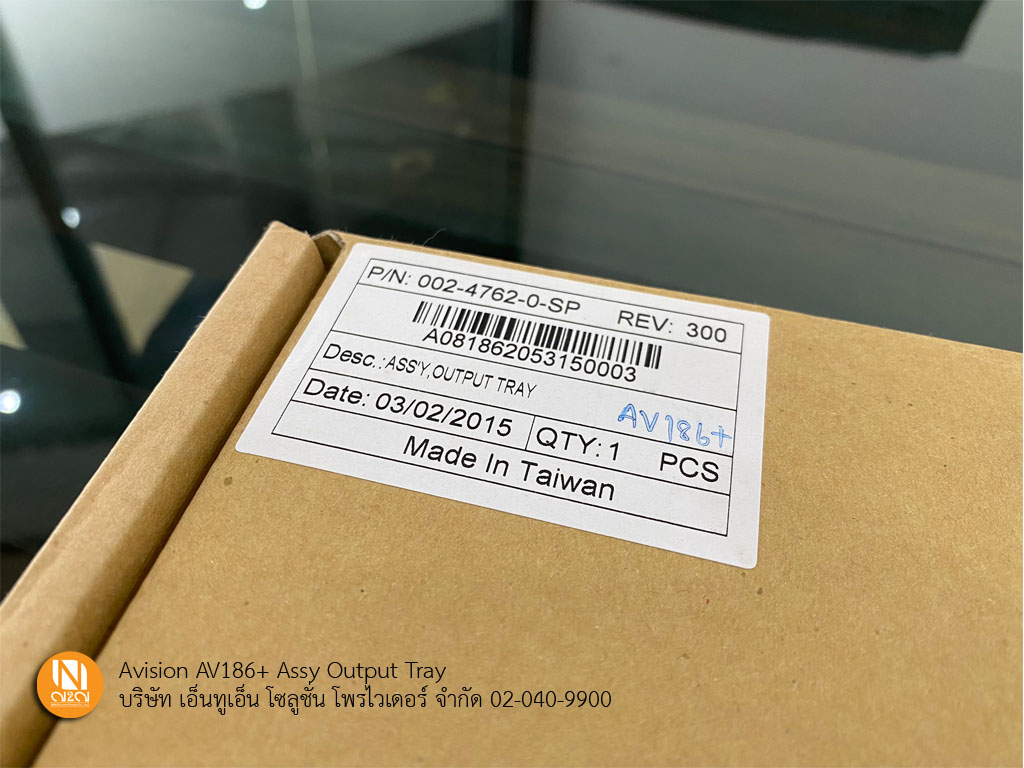 P/N: 002-4762-0-SP REV: 300
A081862053150003
Desc.: ASS'Y,OUTPUT TRAY
AV186+
Date: 03/02/2015 QTY: 1 PCS
Made In Taiwan
N
Avision AV186+ Assy Output Tray
บริษัท เอ็นทูเอ็น โซลูชั่น โพรไวเดอร์ จำกัด 02-040-9900